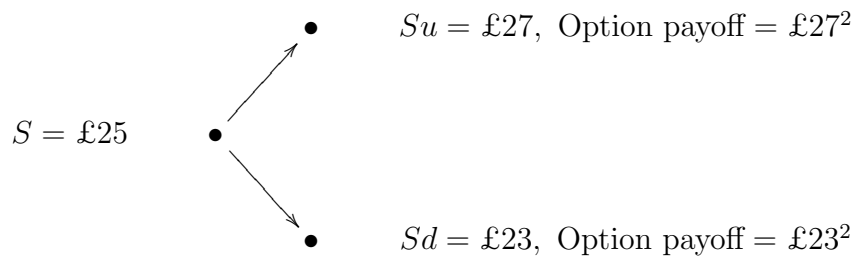 Su = £27, Option payoff = £27²
S = £25
Sd = £23, Option payoff = £23²